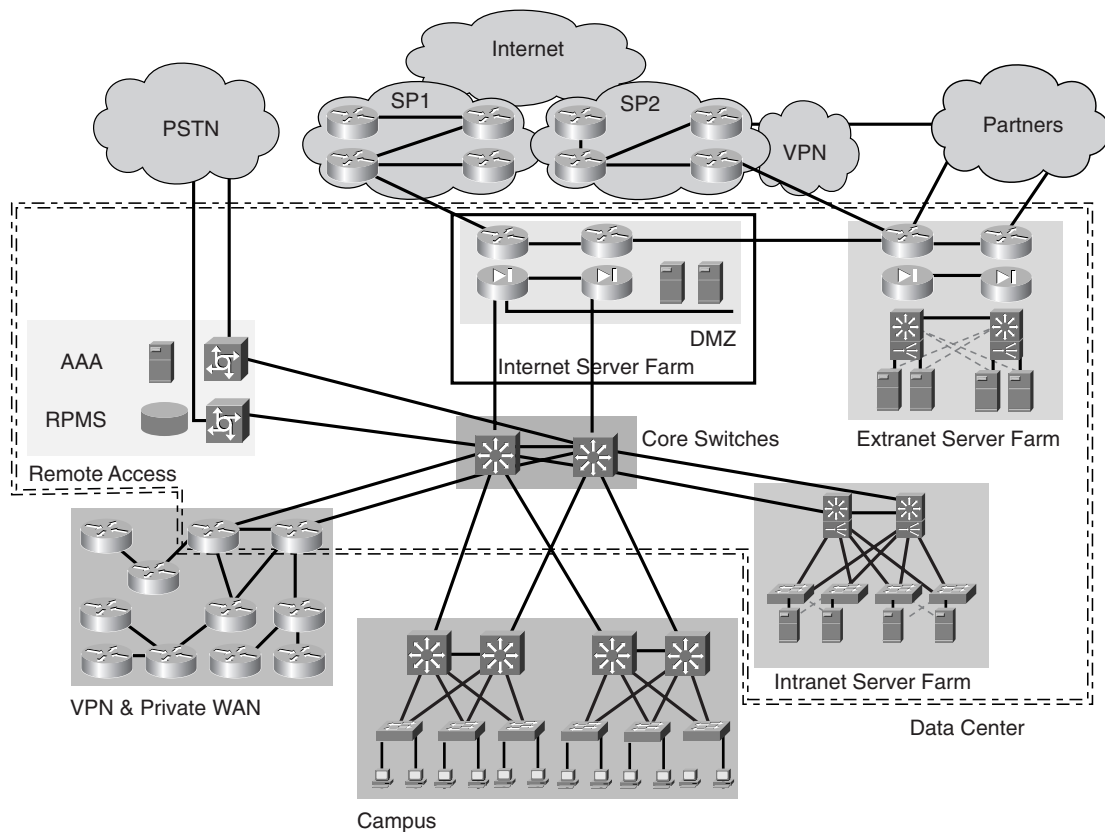 Internet
SP1
SP2
PSTN
Partners
VPN
DMZ
Internet Server Farm
AAA
RPMS
Remote Access
Core Switches
Extranet Server Farm
VPN & Private WAN
Intranet Server Farm
Data Center
Campus